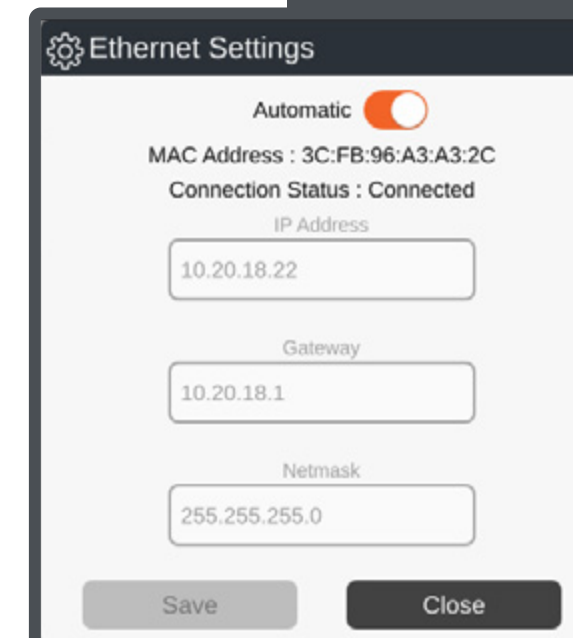 Ethernet Settings
Automatic
MAC Address : 3C:FB:96:A3:A3:2C
Connection Status : Connected
IP Address
10.20.18.22
Gateway
10.20.18.1
Netmask
255.255.255.0
Save
Close